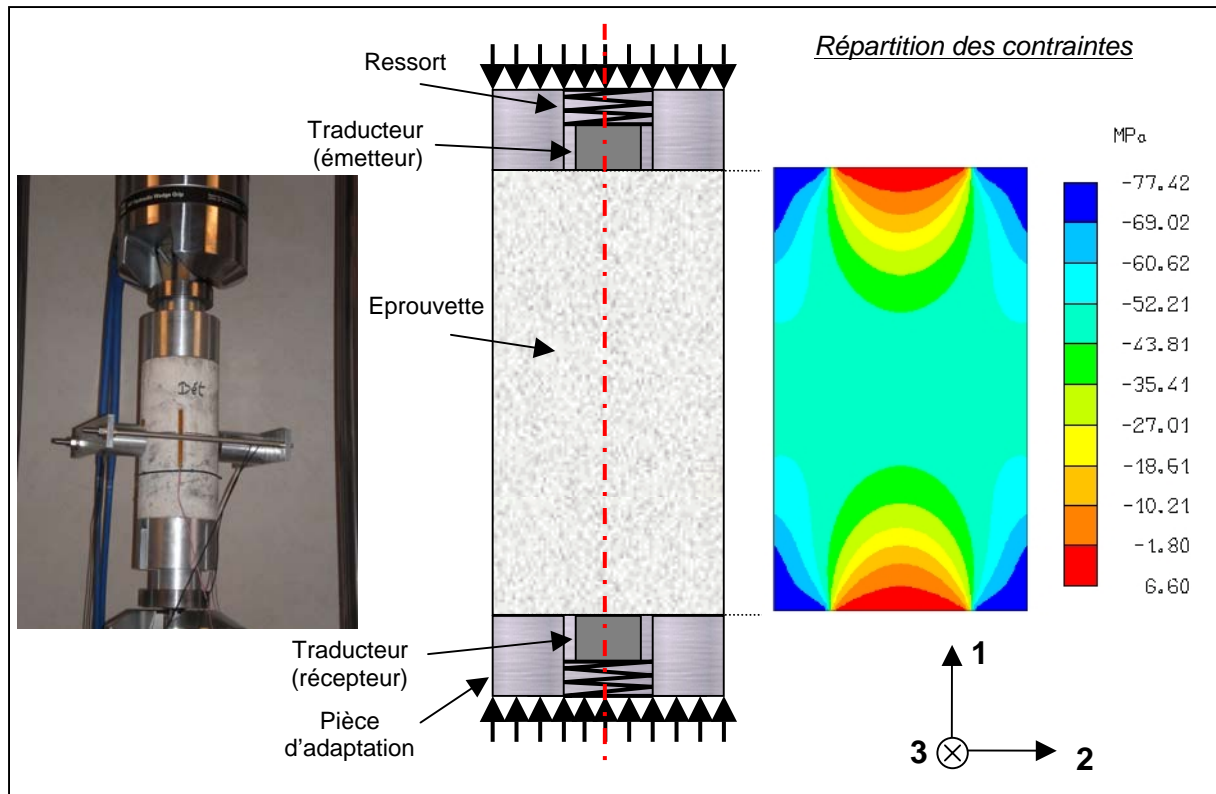 Répartition des contraintes
Ressort
Traducteur
(émetteur)
Eprouvette
Traducteur
(récepteur)
Pièce
d'adaptation
Dét
MPa
-77.42
-69.02
-60.62
-52.21
-43.81
-35.41
-27.01
-18.61
-10.21
-1.80
6.60
1
3
2